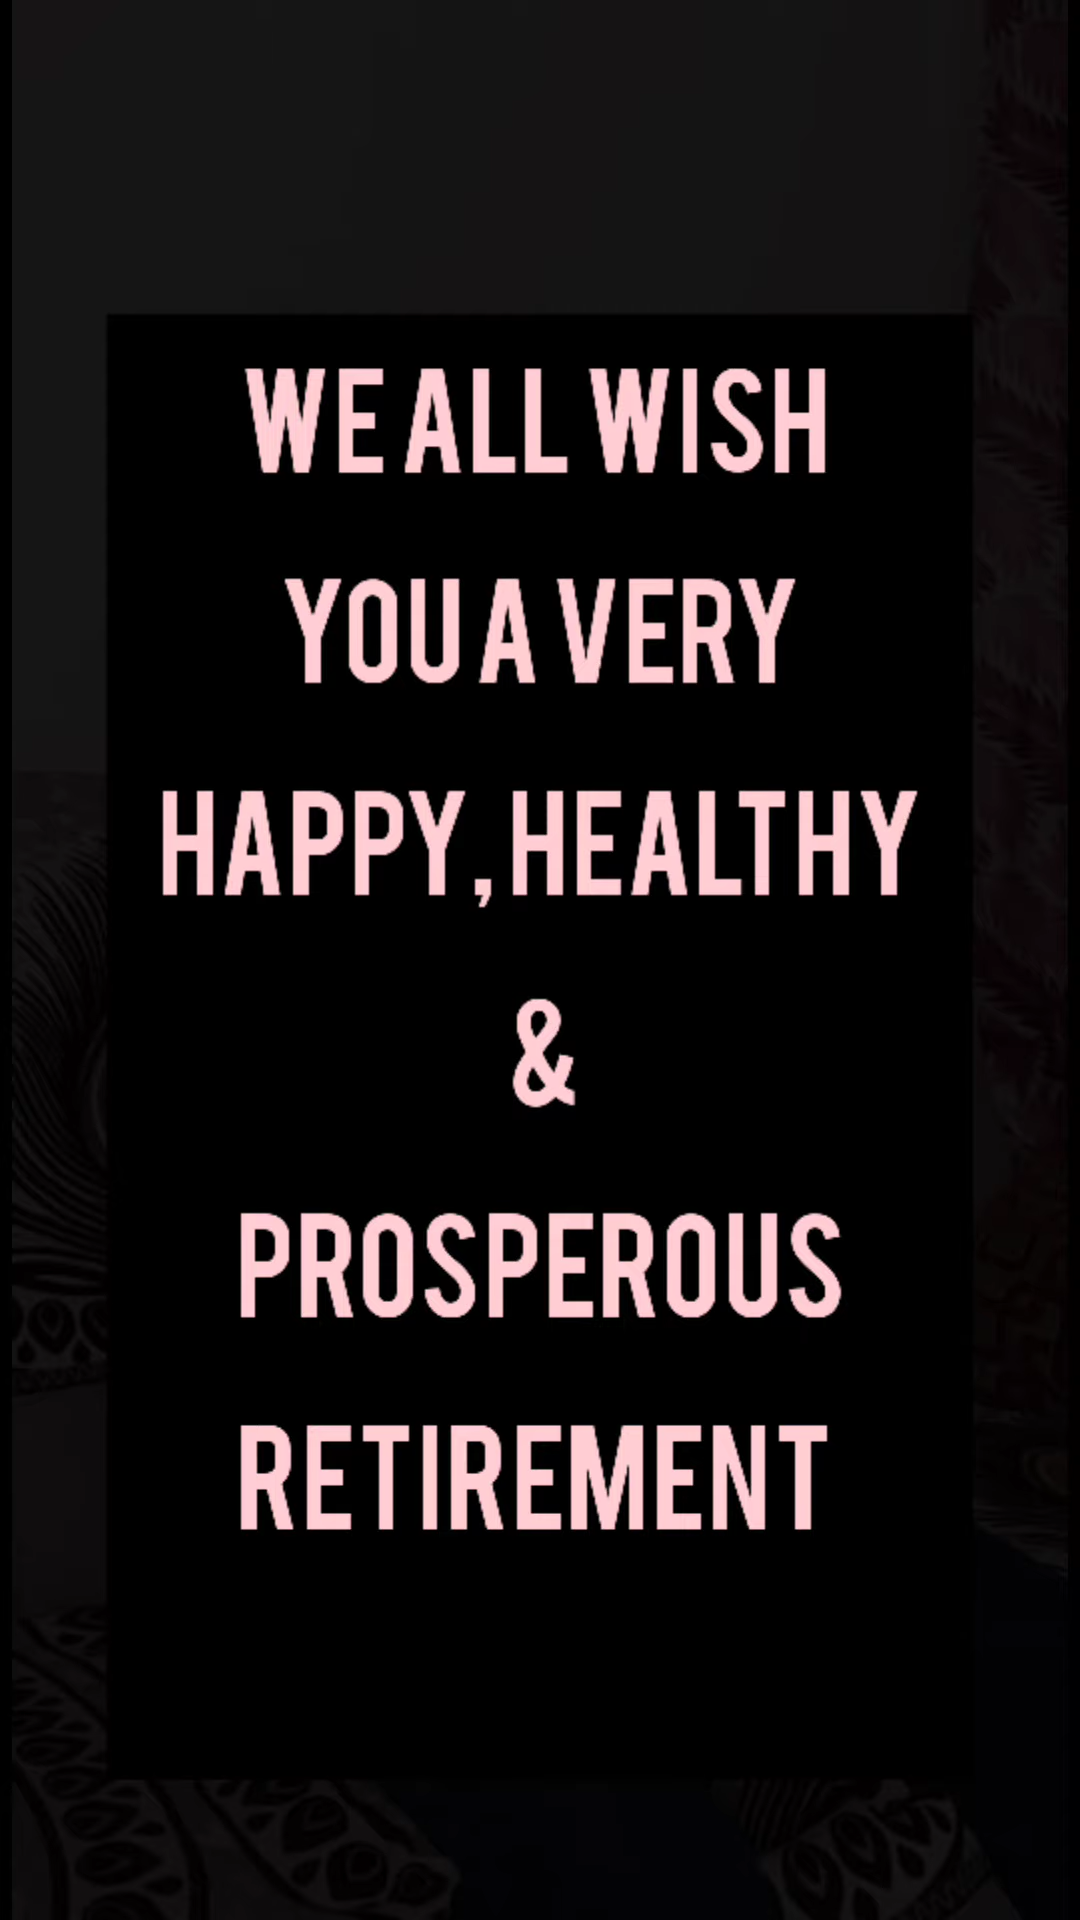 WE ALL WISH
YOU A VERY
HAPPY, HEALTHY
&
PROSPEROUS
RETIREMENT